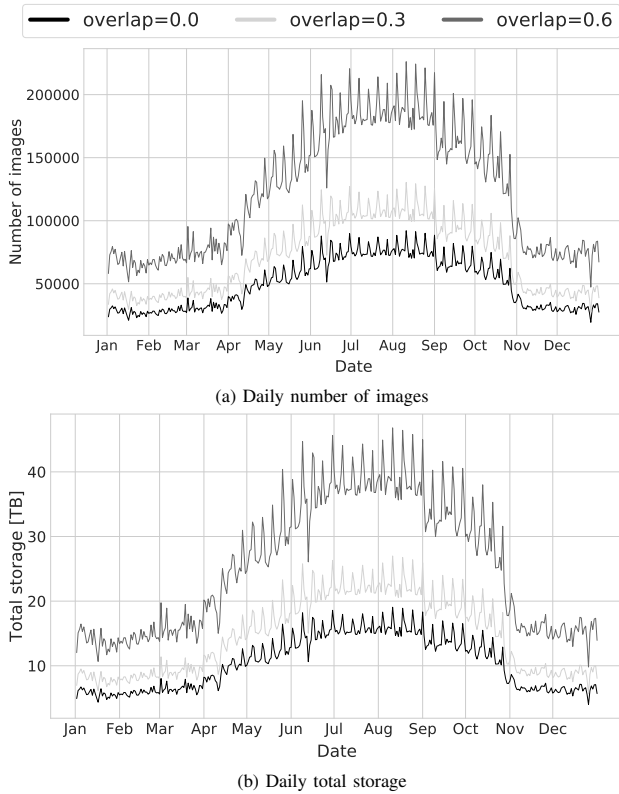 overlap=0.0 overlap=0.3 overlap=0.6
Number of images
200000
150000
100000
50000
Jan Feb Mar Apr May Jun Jul Aug Sep Oct Nov Dec
Date
(a) Daily number of images
Total storage [TB]
40
30
20
10
Jan Feb Mar Apr May Jun Jul Aug Sep Oct Nov Dec
Date
(b) Daily total storage